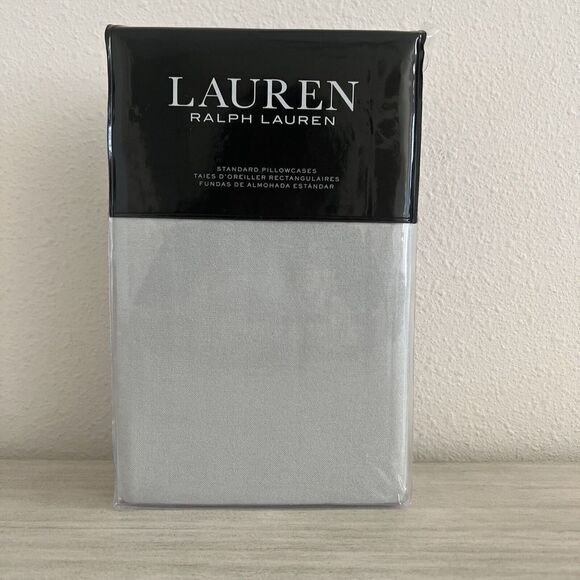 LAUREN
RALPH LAUREN
STANDARD PILLOWCASES
TAIES D'OREILLER RECTANGULAIRES
FUNDAS DE ALMOHADA ESTÁNDAR